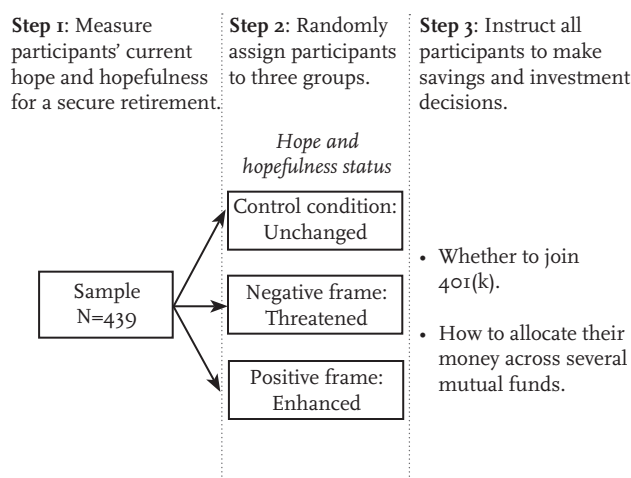 Step 1: Measure
participants’ current
hope and hopefulness
for a secure retirement.
Step 2: Randomly
assign participants
to three groups.
Step 3: Instruct all
participants to make
savings and investment
decisions.
Hope and
hopefulness status
Control condition:
Unchanged
Sample
N=439
Negative frame:
Threatened
Positive frame:
Enhanced
• Whether to join
401(k).
• How to allocate their
money across several
mutual funds.